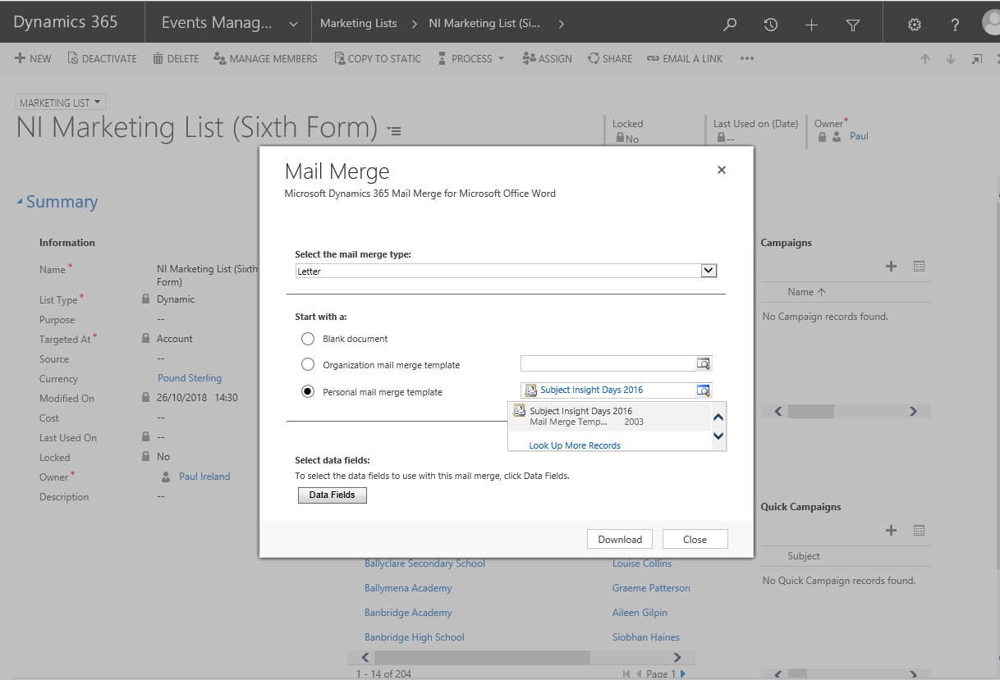 Dynamics 365
Events Manag...
Marketing Lists
NI Marketing List (Si...
NEW
DEACTIVATE
DELETE
MANAGE MEMBERS
COPY TO STATIC
PROCESS
ASSIGN
SHARE
EMAIL A LINK
MARKETING LIST
NI Marketing List (Sixth Form)
Locked
No
Last Used on (Date)
--
Owner*
Paul
Summary
Information
Name*
NI Marketing List (Sixth
Form)
List Type*
Dynamic
Purpose
--
Targeted At*
Account
Source
--
Currency
Pound Sterling
Modified On
26/10/2018 14:30
Cost
--
Last Used On
--
Locked
No
Owner*
Paul Ireland
Description
--
Mail Merge
Microsoft Dynamics 365 Mail Merge for Microsoft Office Word
Select the mail merge type:
Letter
Start with a:
Blank document
Organization mail merge template
Personal mail merge template
Subject Insight Days 2016
Subject Insight Days 2016
Mail Merge Temp... 2003
Look Up More Records
Select data fields:
To select the data fields to use with this mail merge, click Data Fields.
Data Fields
Download
Close
Ballyclare Secondary School
Louise Collins
Ballymena Academy
Graeme Patterson
Banbridge Academy
Aileen Gilpin
Banbridge High School
Siobhan Haines
1 - 14 of 204
Page 1
Campaigns
Name
No Campaign records found.
Quick Campaigns
Subject
No Quick Campaign records found.